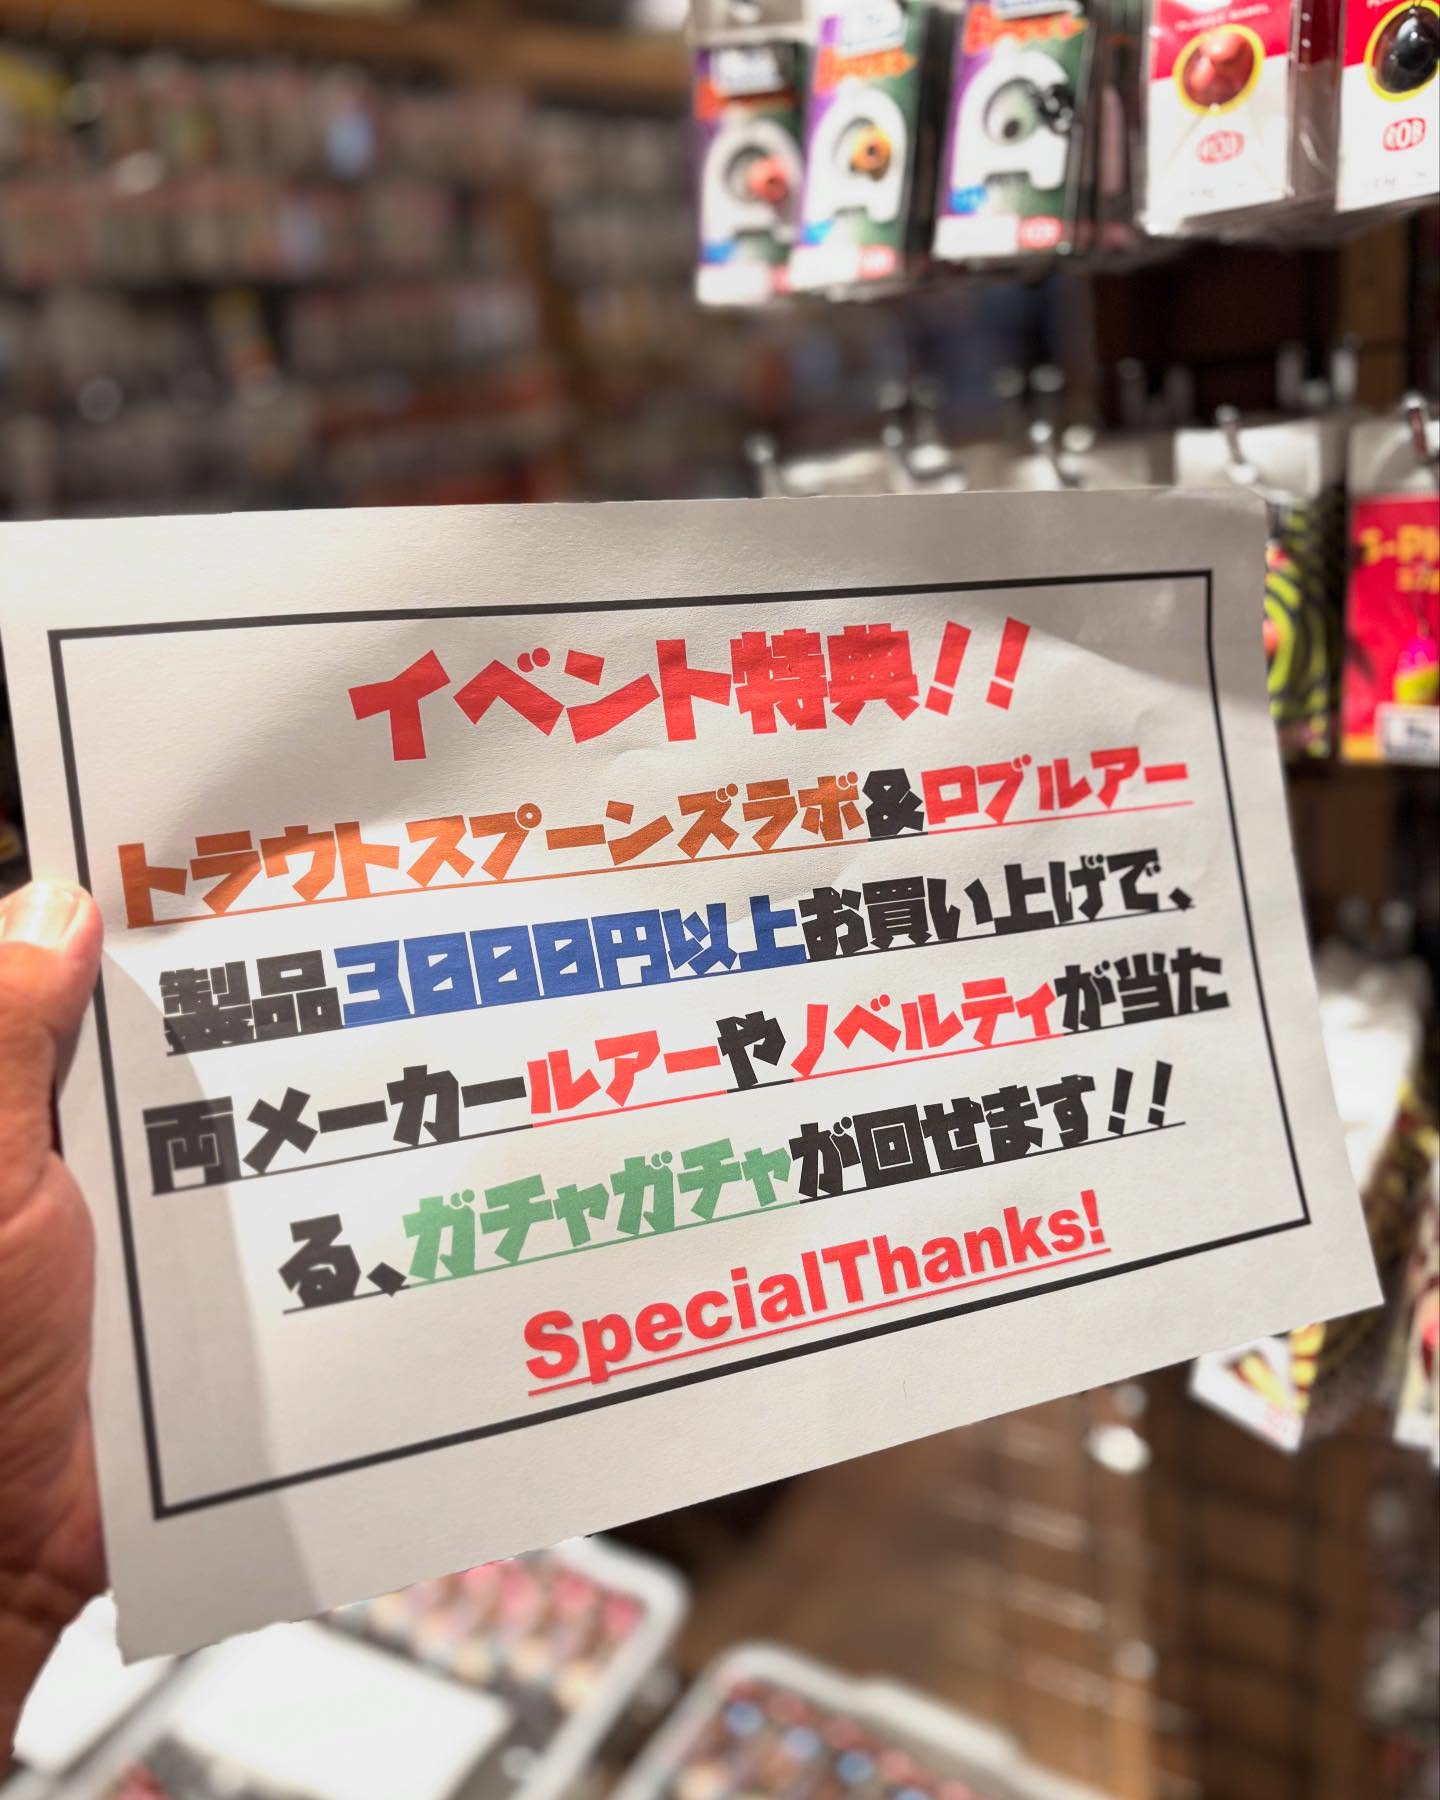 イベント特典!!
トラウトスプーンズラボ&ロブルアー
製品3000円以上お買い上げで、
両メーカールアーやノベルティが当た
る、ガチャガチャが回せます!!
SpecialThanks!